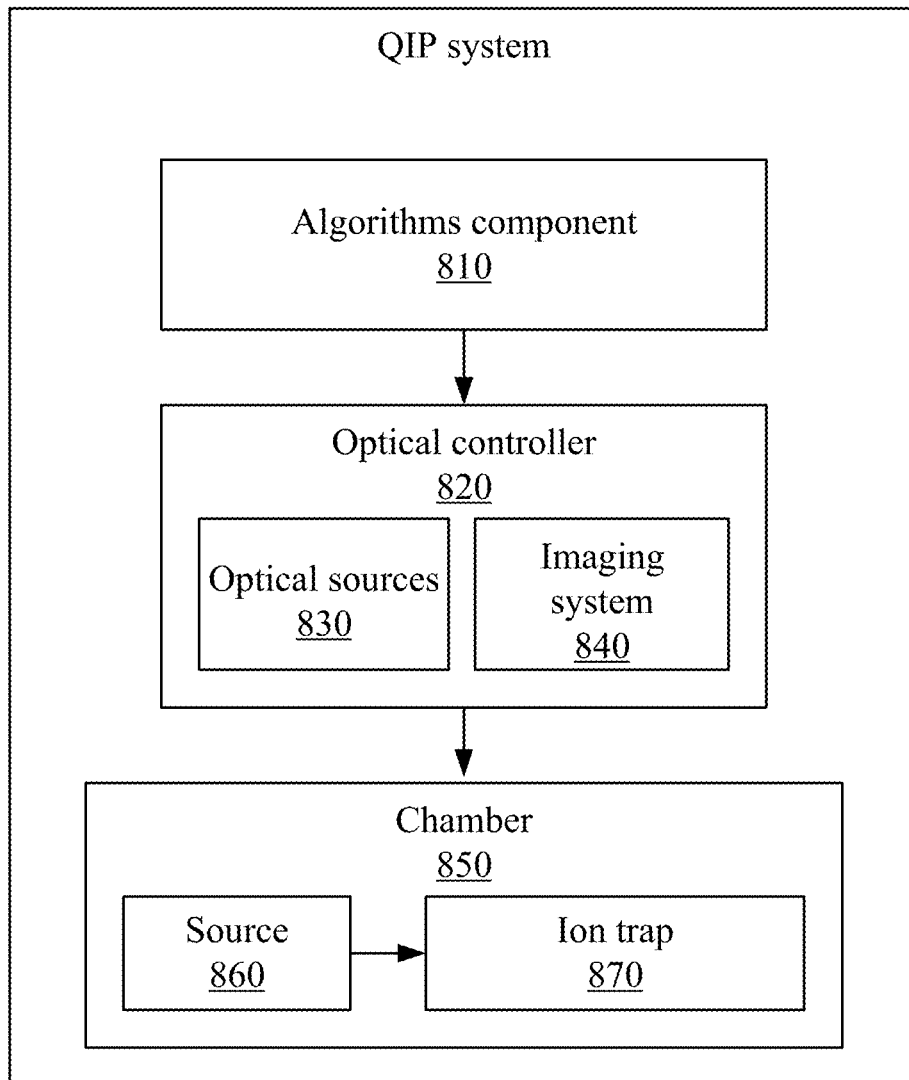 QIP system
Algorithms component
810
Optical controller
820
Optical sources
830
Imaging
system
840
Chamber
850
Source
860
Ion trap
870